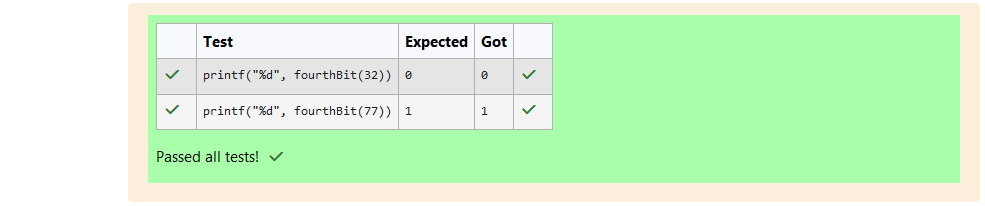 Test Expected Got
printf("%d", fourthBit(32)) 0 0
printf("%d", fourthBit(77)) 1 1
Passed all tests!